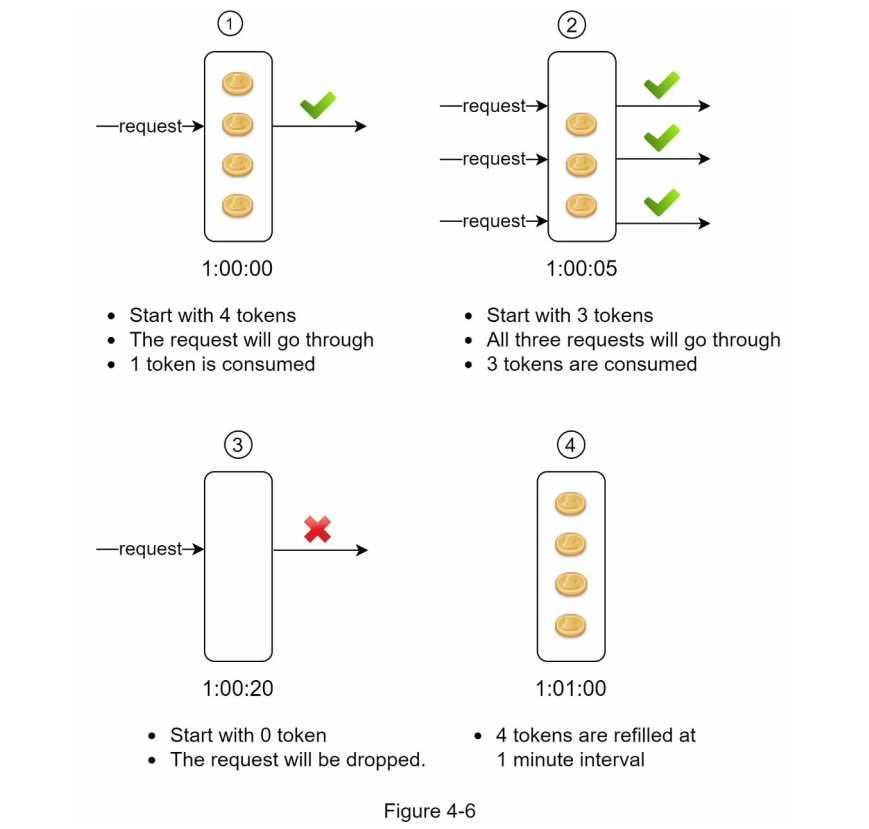 1
request
1:00:00
• Start with 4 tokens
• The request will go through
• 1 token is consumed
2
request
request
request
1:00:05
• Start with 3 tokens
• All three requests will go through
• 3 tokens are consumed
3
request
1:00:20
• Start with 0 token
• The request will be dropped.
4
1:01:00
• 4 tokens are refilled at
1 minute interval
Figure 4-6